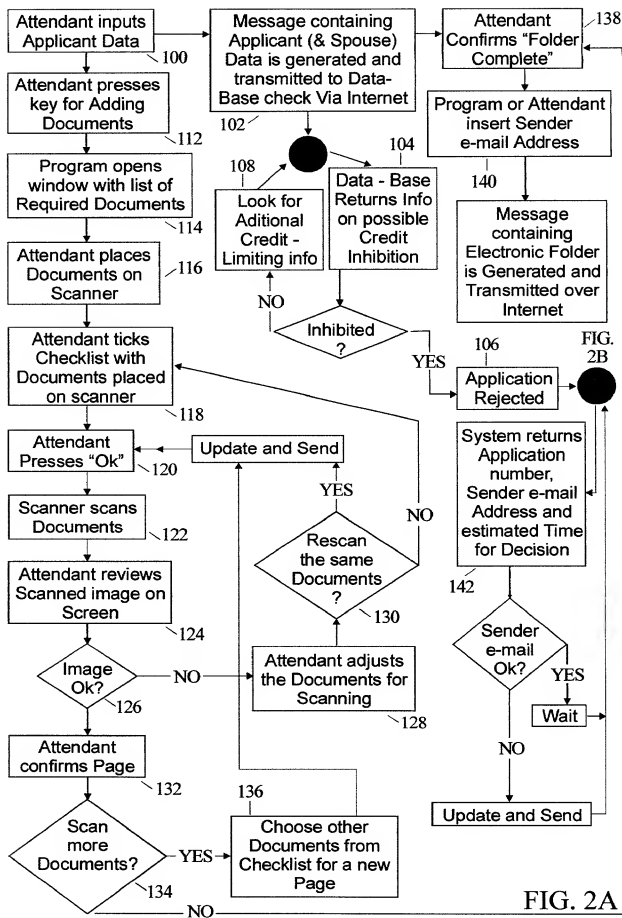 Attendant inputs
Applicant Data
100
Attendant presses
key for Adding
Documents
112
Program opens
window with list of
Required Documents
114
Attendant places
Documents on
Scanner
116
Attendant ticks
Checklist with
Documents placed
on scanner
118
Attendant
Presses "Ok"
120
Scanner scans
Documents
122
Attendant reviews
Scanned image on
Screen
124
Image
Ok?
126
NO
Attendant
confirms Page
132
Scan
more
Documents?
134
YES
NO
Message containing
Applicant (& Spouse)
Data is generated and
transmitted to Data-
Base check Via Internet
102
108
Look for
Aditional
Credit -
Limiting info
104
Data - Base
Returns Info
on possible
Credit
Inhibition
NO
Inhibited
?
YES
106
Application
Rejected
Update and Send
YES
NO
Rescan
the same
Documents
?
130
Attendant adjusts
the Documents for
Scanning
128
136
Choose other
Documents from
Checklist for a new
Page
Attendant
Confirms "Folder
Complete"
138
Program or Attendant
insert Sender
e-mail Address
140
Message
containing
Electronic Folder
is Generated and
Transmitted over
Internet
FIG.
2B
System returns
Application
number,
Sender e-mail
Address and
estimated Time
for Decision
142
Sender
e-mail
Ok?
YES
Wait
NO
Update and Send
FIG. 2A